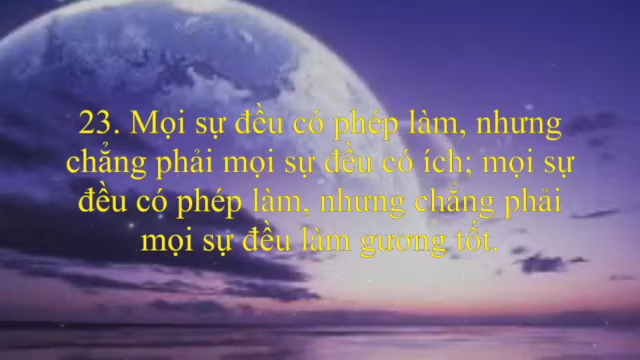 23. Mọi sự đều có phép làm, nhưng
chẳng phải mọi sự đều có ích; mọi sự
đều có phép làm, nhưng chẳng phải
mọi sự đều làm gương tốt.